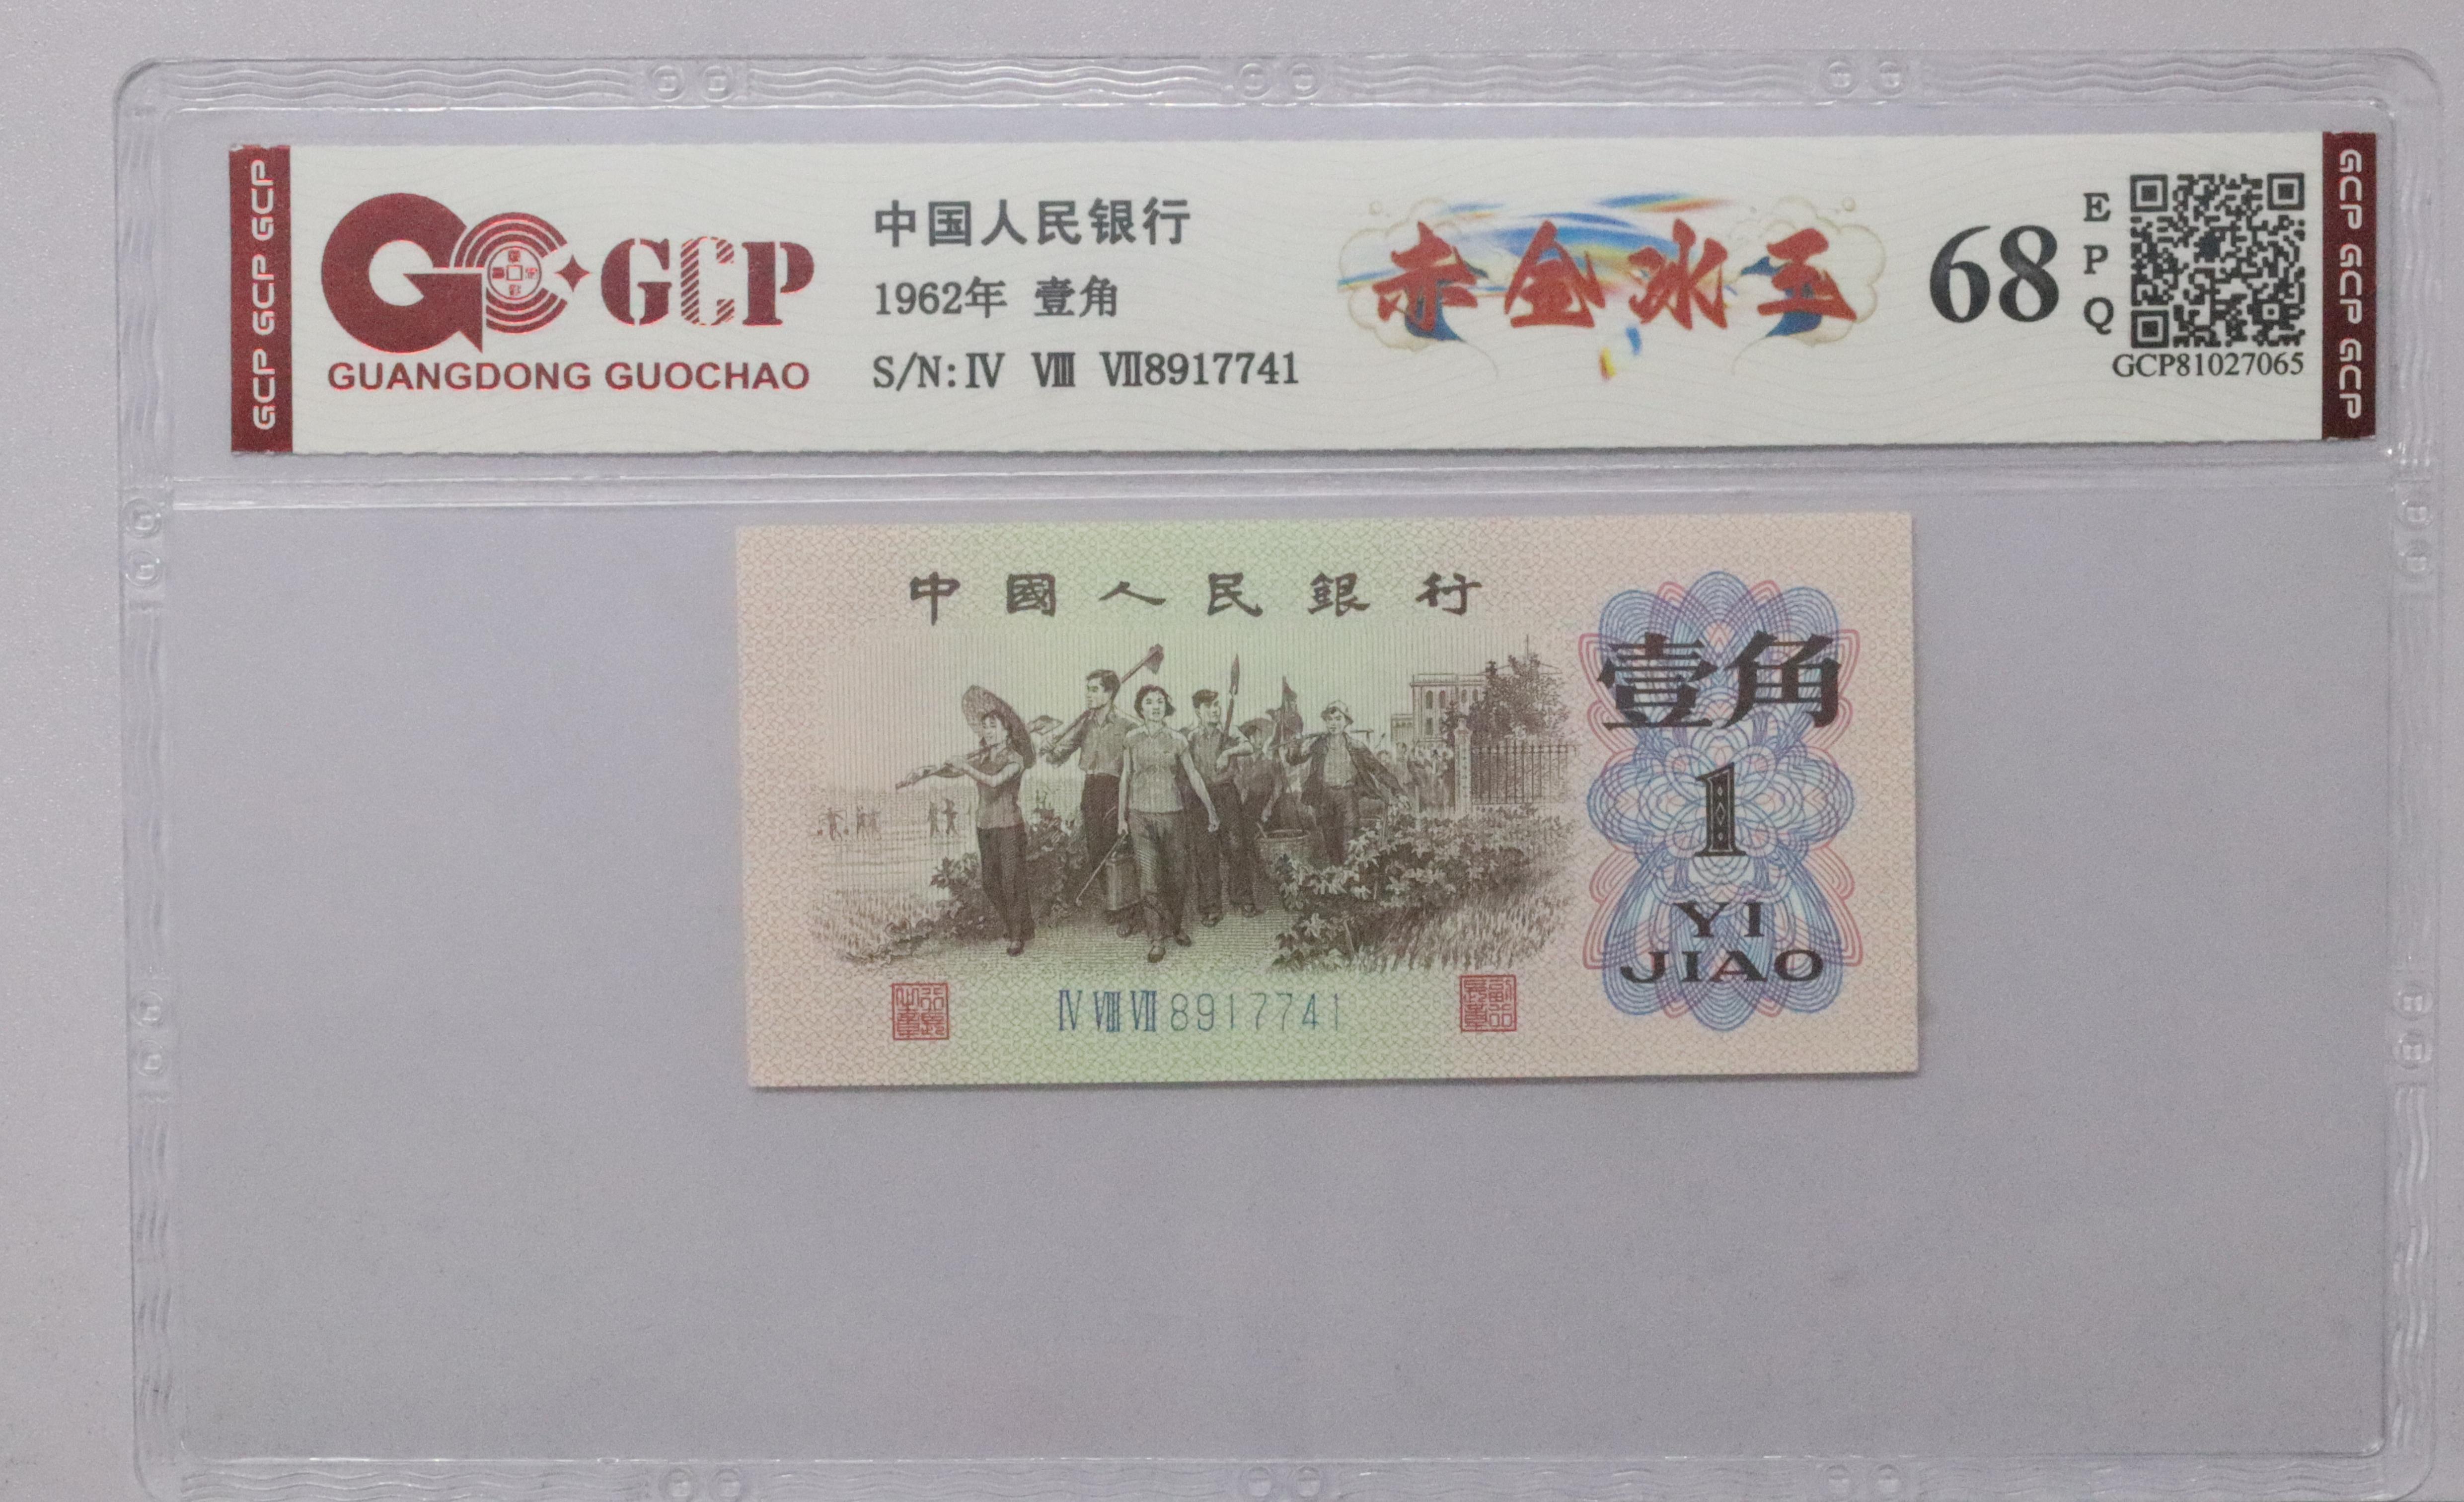 GCP GCP GCP
GCP
GUANGDONG GUOCHAO
中国人民银行
1962年 壹角
S/N:Ⅳ Ⅷ Ⅶ8917741
赤金冰王
68
EPQ
GCP81027065
GCP GCP GCP
中國人民銀行
壹角
1
YI
JIAO
Ⅳ Ⅷ Ⅶ 8917741